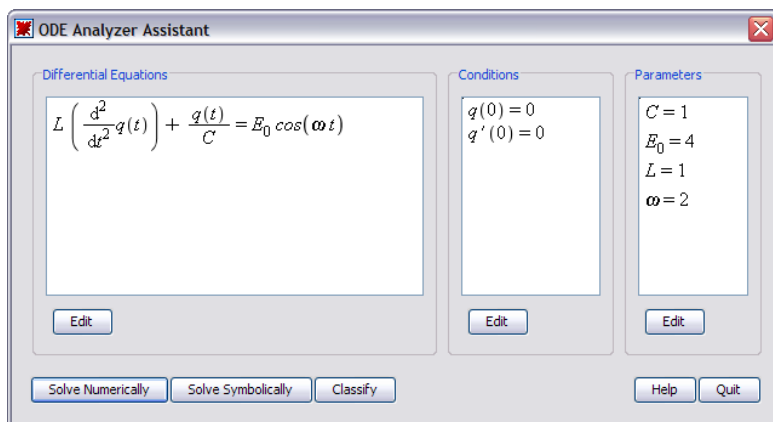 ODE Analyzer Assistant
Differential Equations
L ( d²/dt² q(t) ) + q(t)/C = E₀ cos(ω t)
Edit
Conditions
q(0) = 0
q ′(0) = 0
Edit
Parameters
C = 1
E₀ = 4
L = 1
ω = 2
Edit
Solve Numerically Solve Symbolically Classify Help Quit